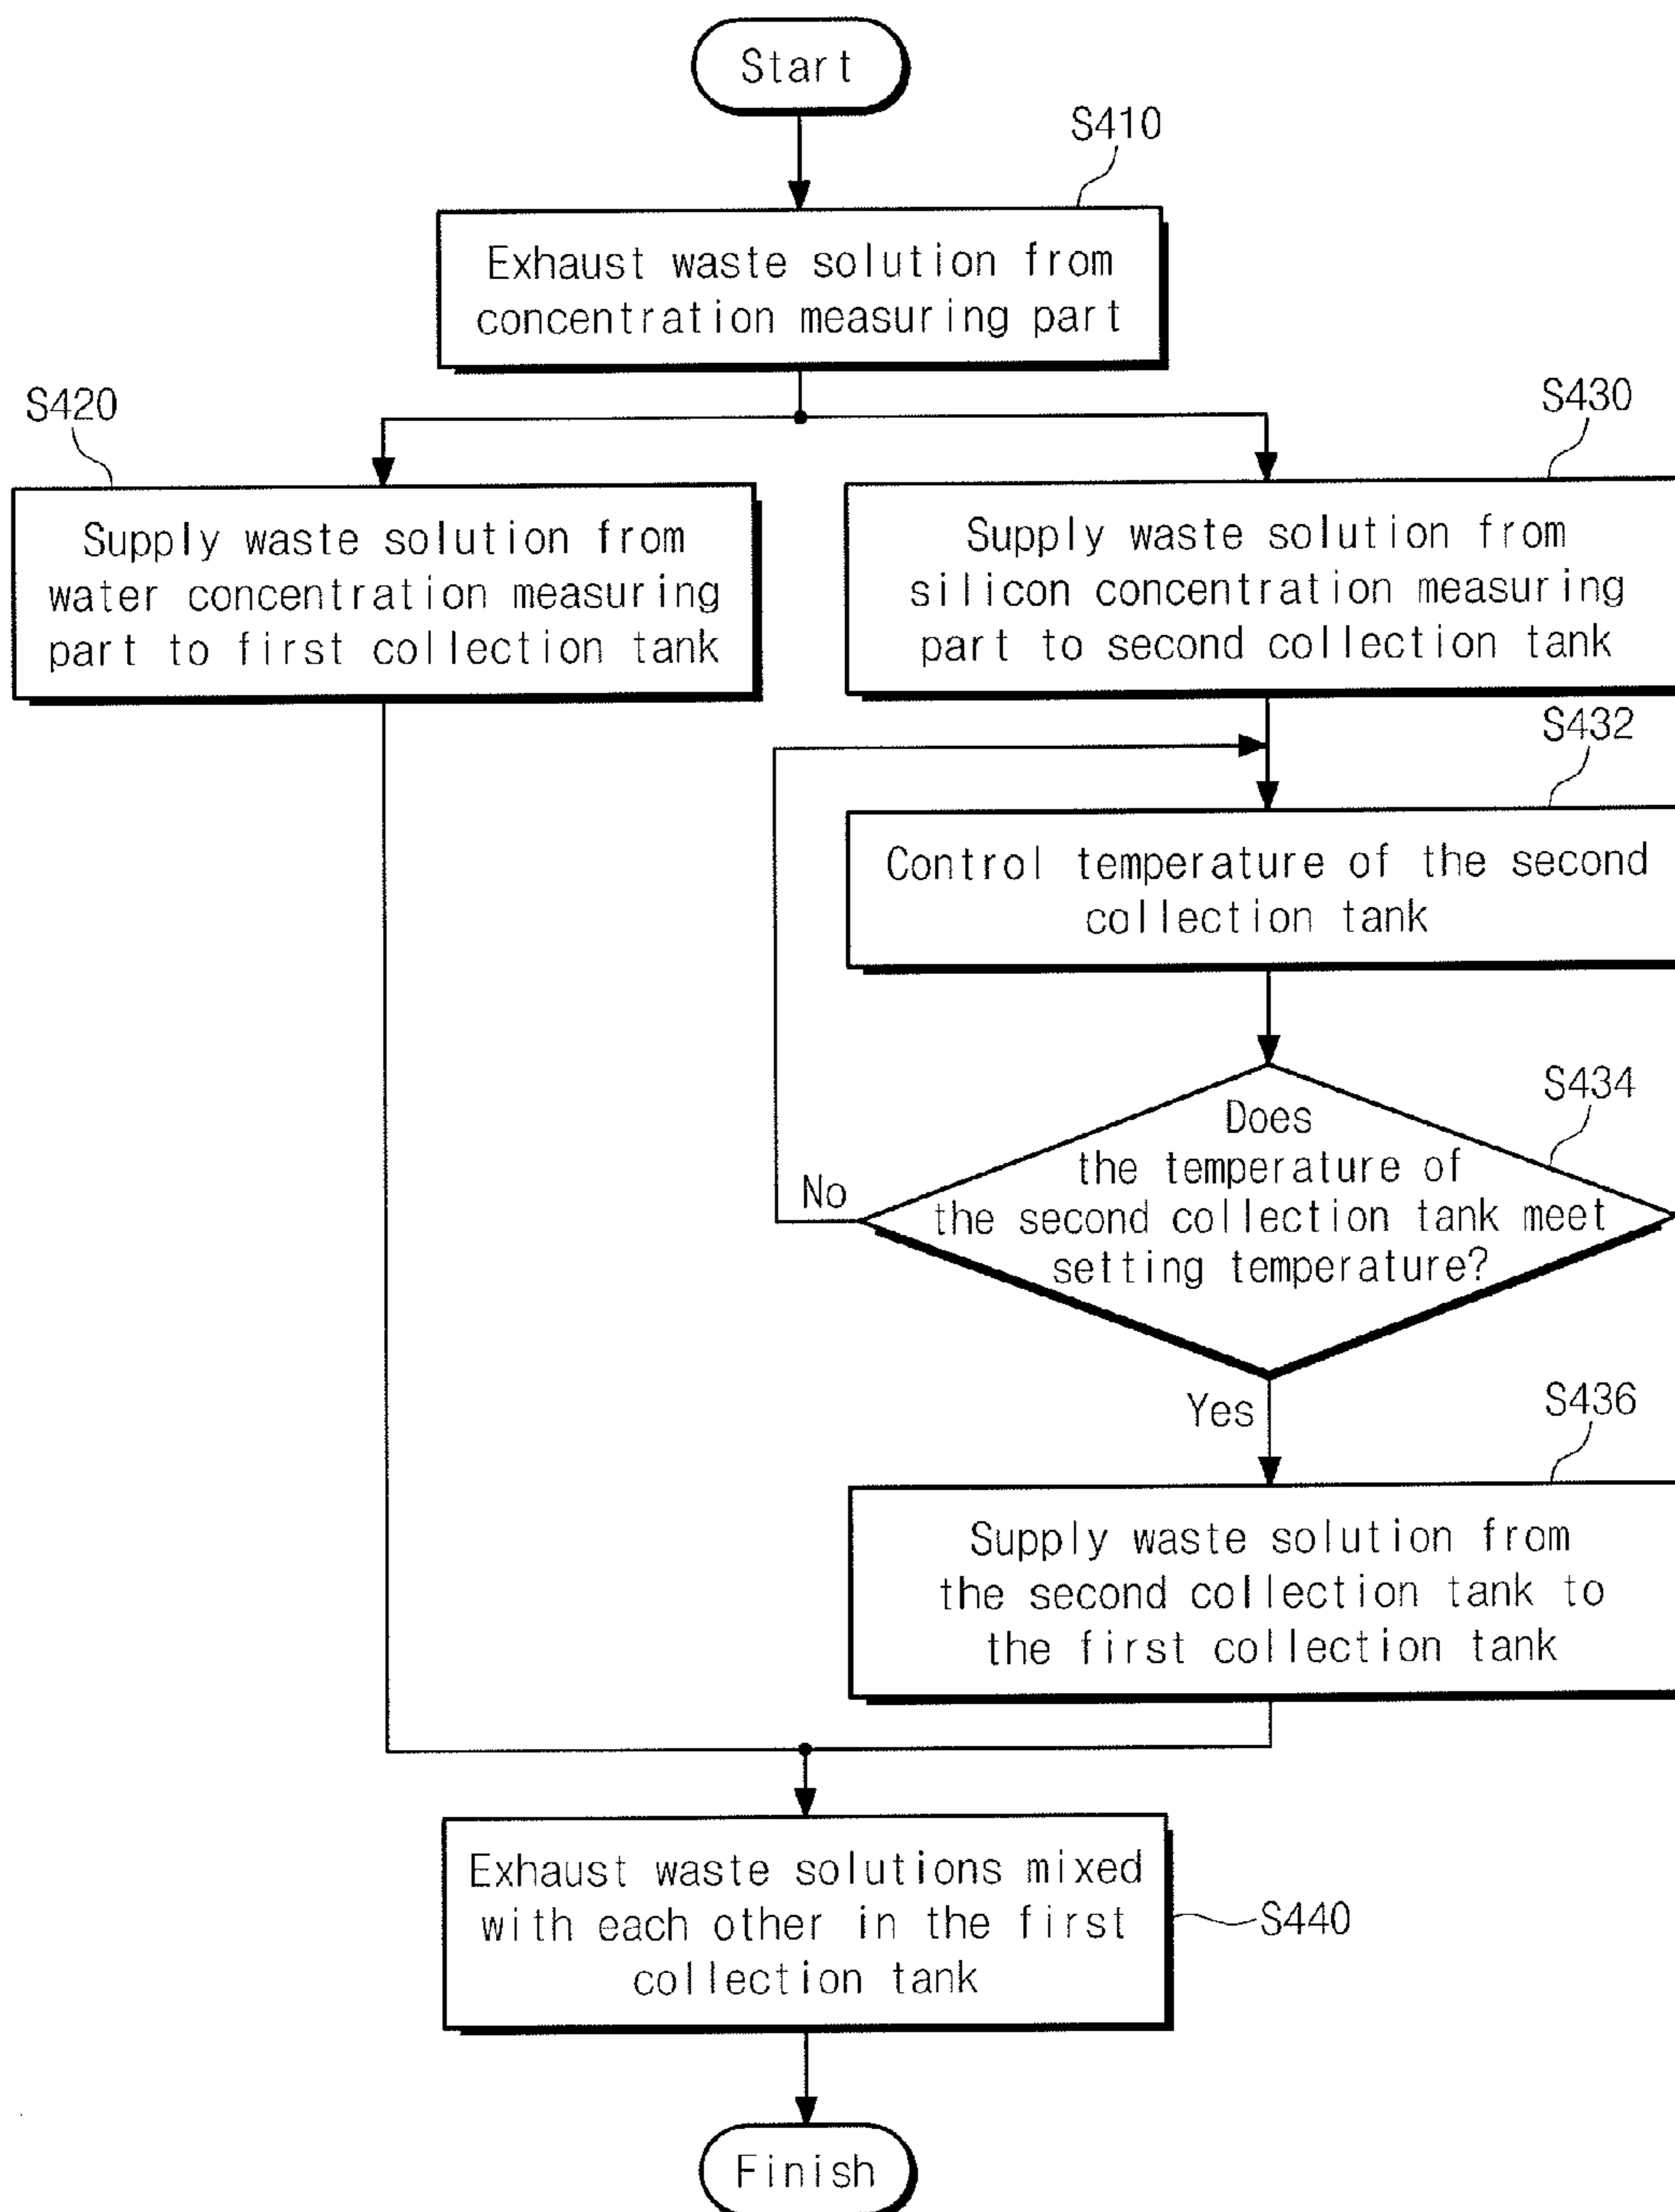 Start
S410
Exhaust waste solution from
concentration measuring part
S420
Supply waste solution from
water concentration measuring
part to first collection tank
S430
Supply waste solution from
silicon concentration measuring
part to second collection tank
S432
Control temperature of the second
collection tank
S434
Does
the temperature of
the second collection tank meet
setting temperature?
No
Yes
S436
Supply waste solution from
the second collection tank to
the first collection tank
Exhaust waste solutions mixed
with each other in the first
collection tank
S440
Finish